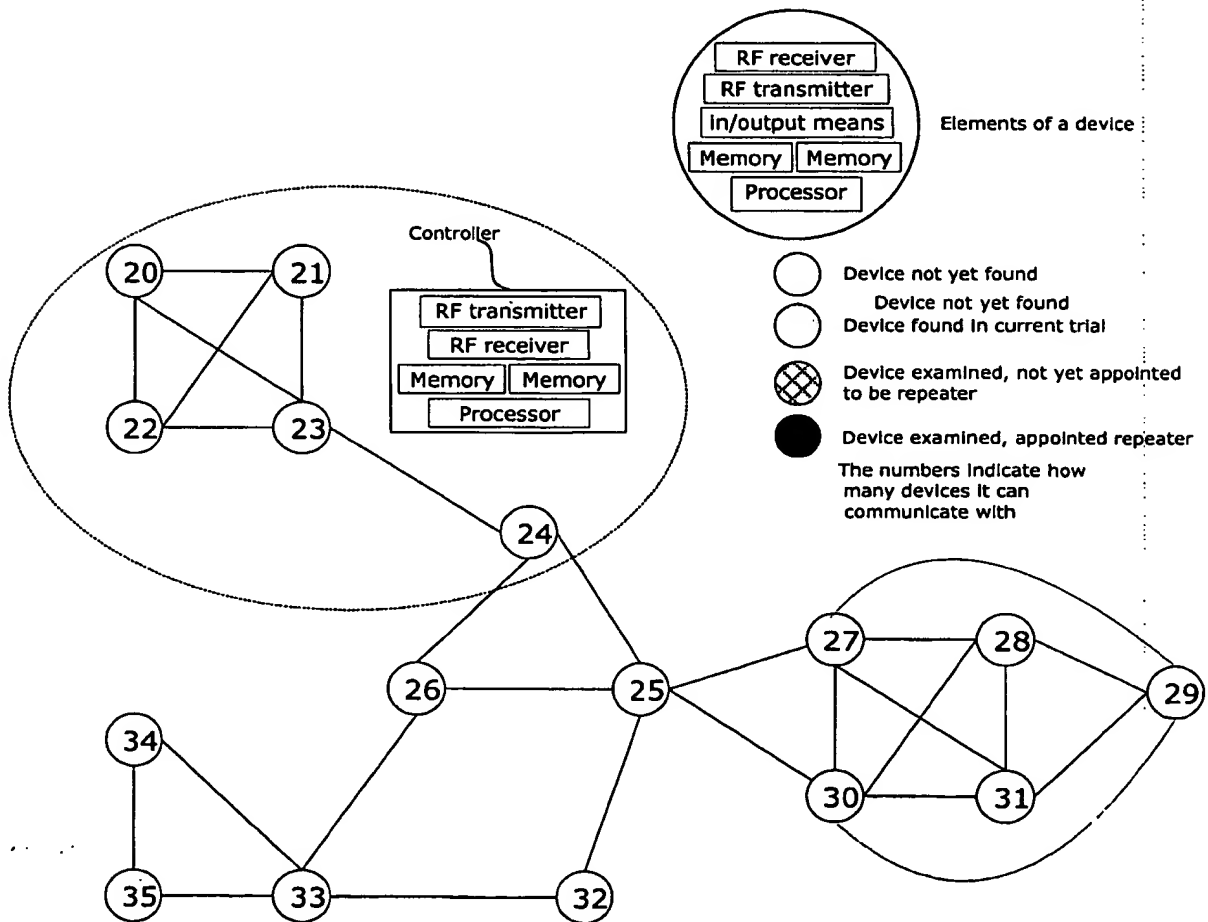 RF receiver
RF transmitter
in/output means
Memory Memory
Processor
Elements of a device
Controller
20
21
RF transmitter
RF receiver
Memory Memory
Processor
22
23
Device not yet found
Device not yet found
Device found in current trial
Device examined, not yet appointed
to be repeater
Device examined, appointed repeater
The numbers indicate how
many devices it can
communicate with
24
27
28
26
25
29
34
30
31
35
33
32